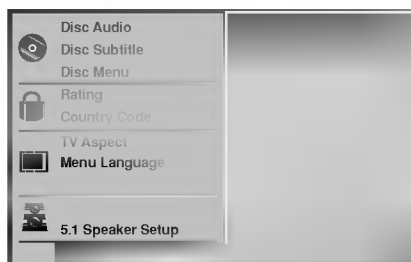 Disc Audio
Disc Subtitle
Disc Menu
Rating
Country Code
TV Aspect
Menu Language
5.1 Speaker Setup